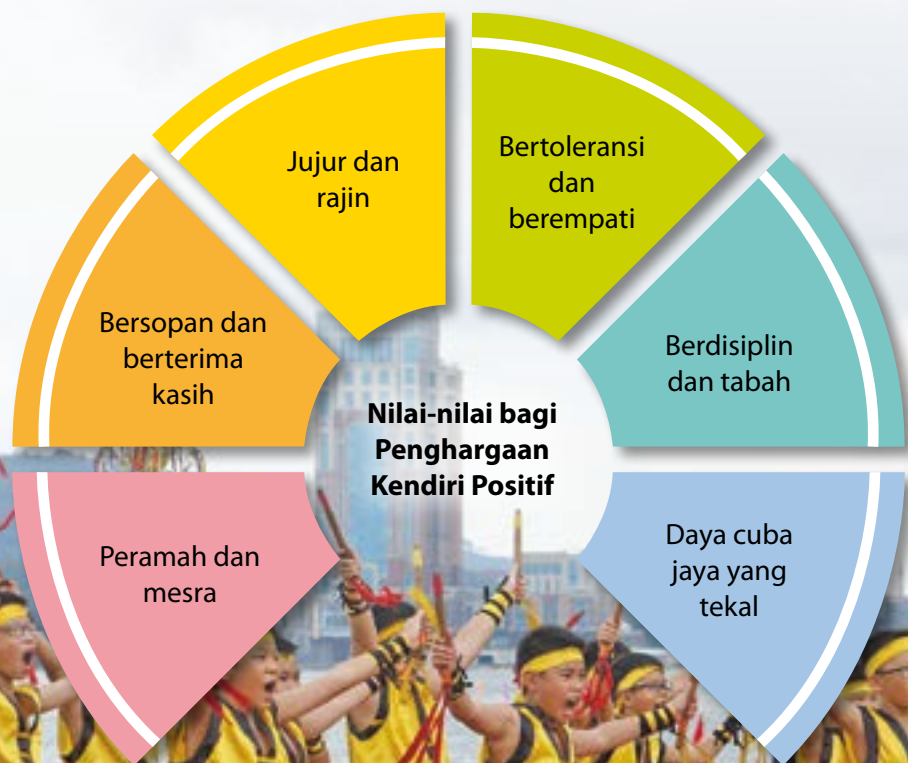 Nilai-nilai bagi
Penghargaan
Kendiri Positif
Peramah dan
mesra
Bersopan dan
berterima
kasih
Jujur dan
rajin
Bertoleransi
dan
berempati
Berdisiplin
dan tabah
Daya cuba
jaya yang
tekal